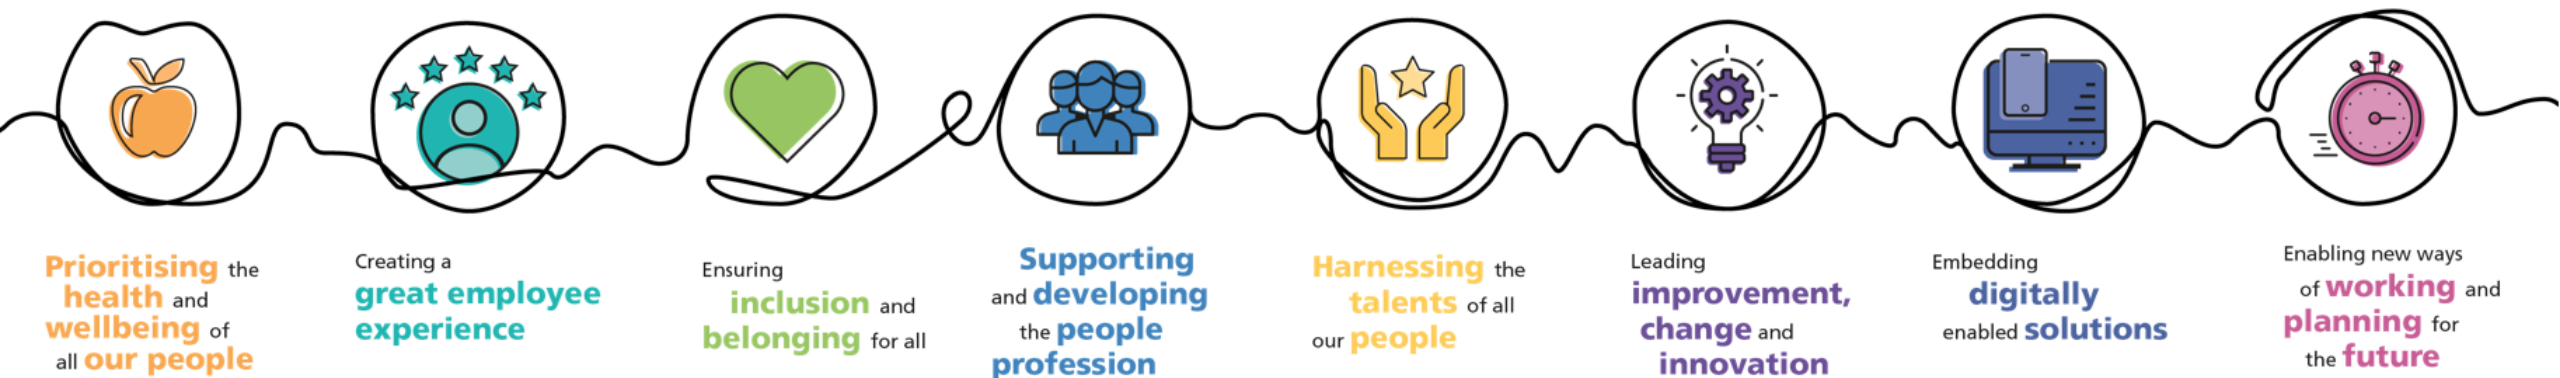 Prioritising the
health and
wellbeing of
all our people
Creating a
great employee
experience
Ensuring
inclusion and
belonging for all
Supporting
and developing
the people
profession
Harnessing the
talents of all
our people
Leading
improvement,
change and
innovation
Embedding
digitally
enabled solutions
Enabling new ways
of working and
planning for
the future